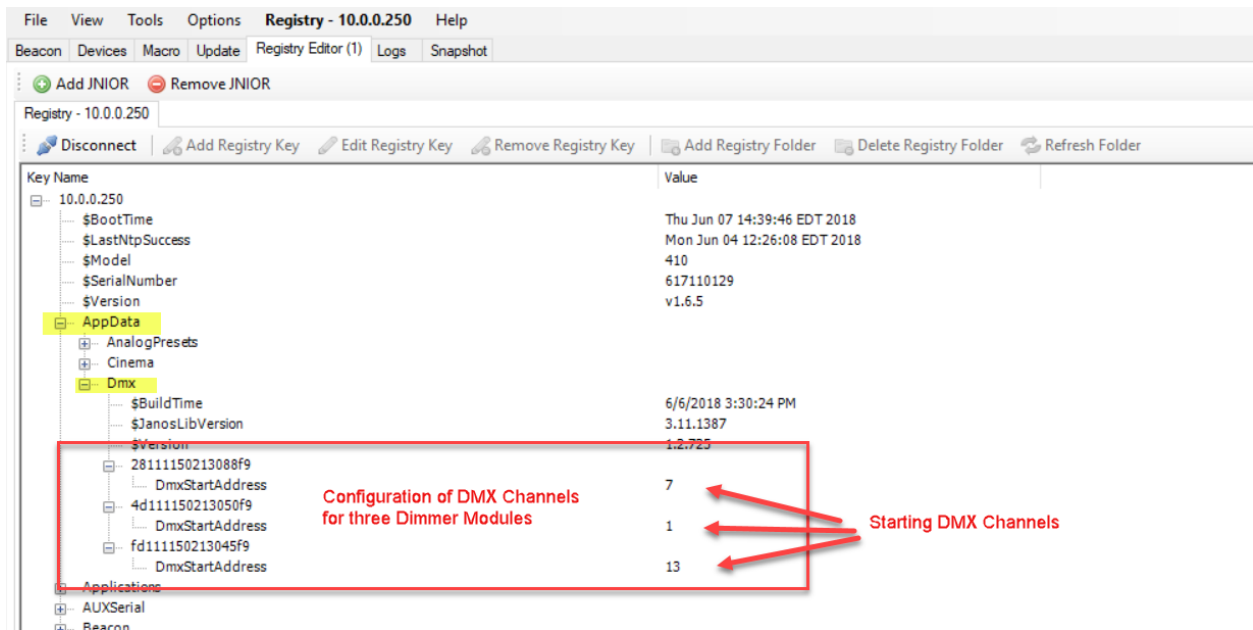 File View Tools Options Registry - 10.0.0.250 Help
Beacon Devices Macro Update Registry Editor (1) Logs Snapshot
Add JNIOR Remove JNIOR
Registry - 10.0.0.250
Disconnect Add Registry Key Edit Registry Key Remove Registry Key Add Registry Folder Delete Registry Folder Refresh Folder
Key Name Value
10.0.0.250
$BootTime Thu Jun 07 14:39:46 EDT 2018
$LastNtpSuccess Mon Jun 04 12:26:08 EDT 2018
$Model 410
$SerialNumber 617110129
$Version v1.6.5
AppData
AnalogPresets
Cinema
Dmx
$BuildTime 6/6/2018 3:30:24 PM
$JanosLibVersion 3.11.1387
$Version 1.2.725
28111150213088f9
DmxStartAddress 7
4d111150213050f9
DmxStartAddress 1
fd111150213045f9
DmxStartAddress 13
Configuration of DMX Channels
for three Dimmer Modules
Starting DMX Channels
Applications
AUXSerial
Beacon